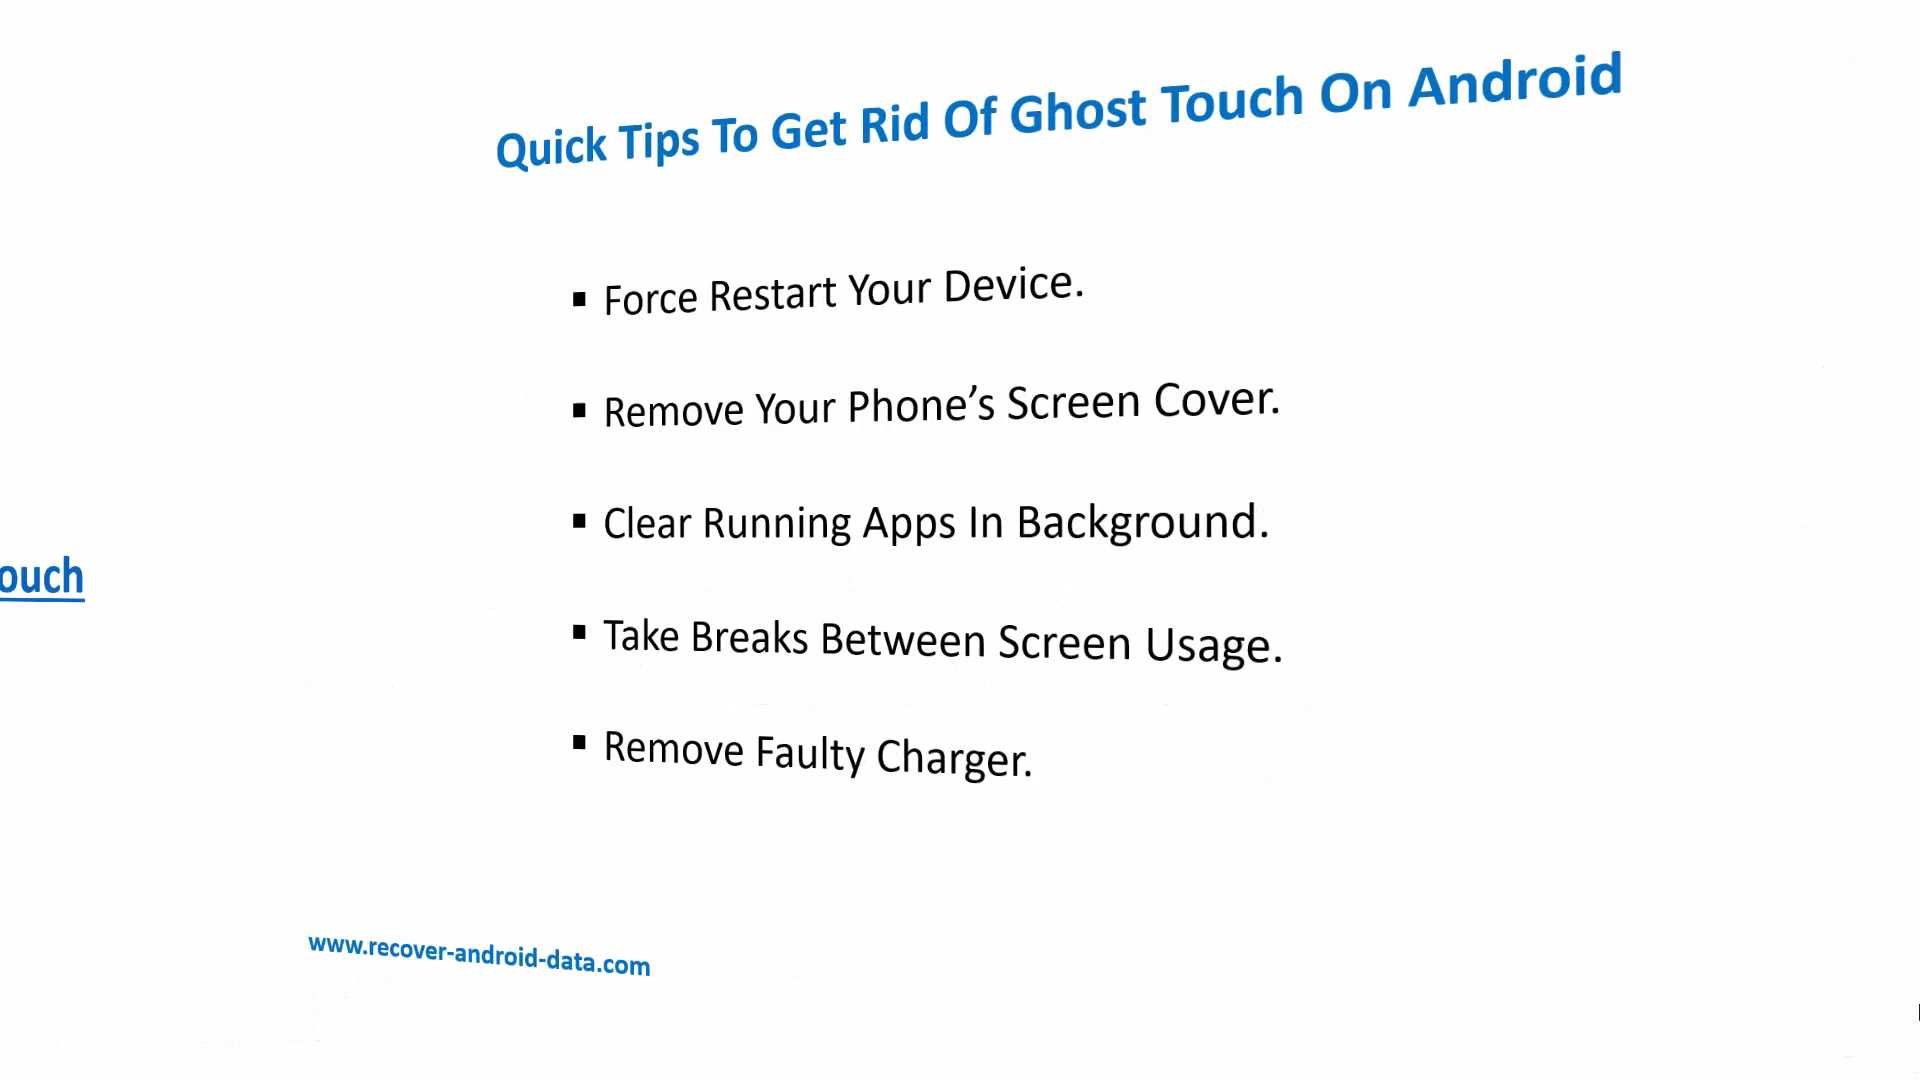 Quick Tips To Get Rid Of Ghost Touch On Android
▪ Force Restart Your Device.
▪ Remove Your Phone’s Screen Cover.
▪ Clear Running Apps In Background.
ouch
▪ Take Breaks Between Screen Usage.
▪ Remove Faulty Charger.
www.recover-android-data.com